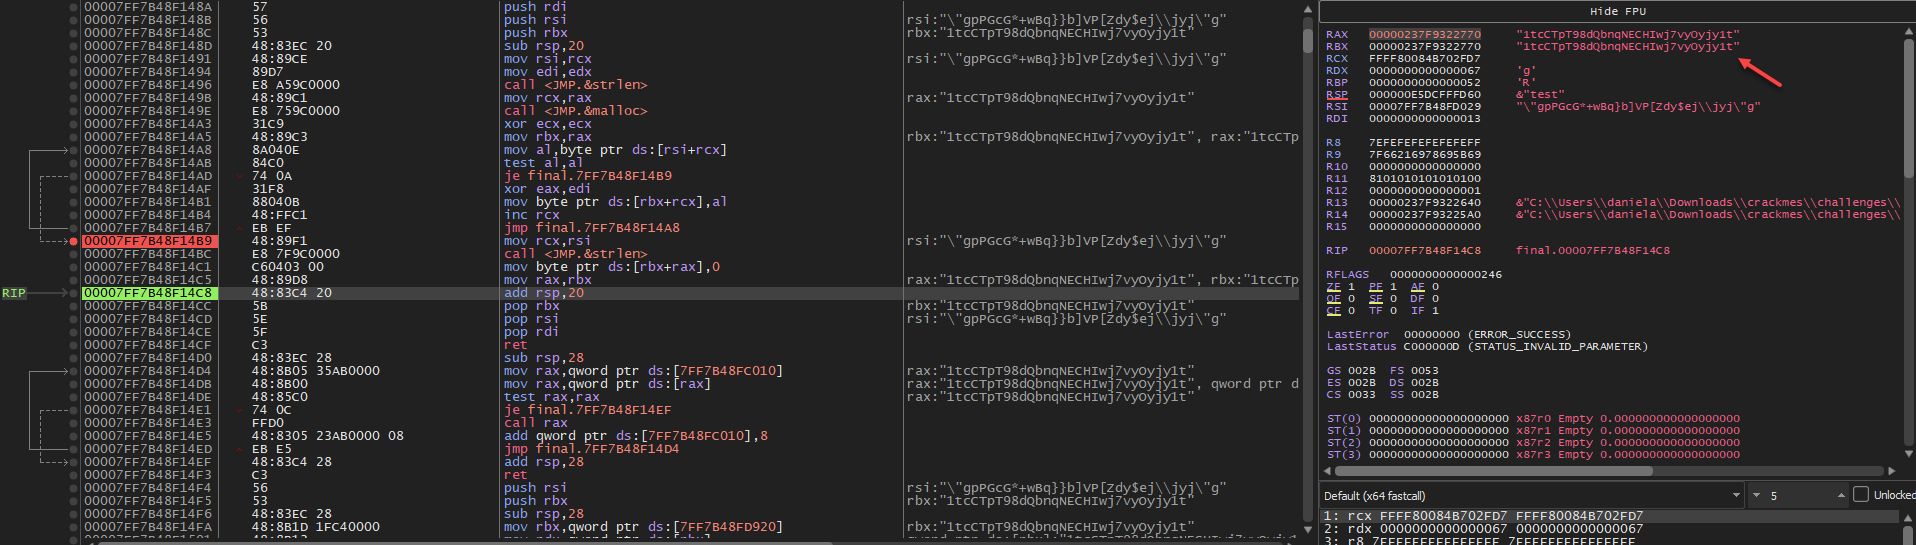 00007FF7B48F148A 57 push rdi
00007FF7B48F148B 56 push rsi rsi:"\"gpPGcG*+wBq}}b]VP[Zdy$ej\\jyj\"g"
00007FF7B48F148C 53 push rbx rbx:"1tcCTpT98dQbnqNECHIwj7vyOyjy1t"
00007FF7B48F148D 48:83EC 20 sub rsp,20
00007FF7B48F1491 48:89CE mov rsi,rcx rsi:"\"gpPGcG*+wBq}}b]VP[Zdy$ej\\jyj\"g"
00007FF7B48F1494 89D7 mov edi,edx
00007FF7B48F1496 E8 A59C0000 call <JMP.&strlen>
00007FF7B48F149B 48:89C1 mov rcx,rax rax:"1tcCTpT98dQbnqNECHIwj7vyOyjy1t"
00007FF7B48F149E E8 759C0000 call <JMP.&malloc>
00007FF7B48F14A3 31C9 xor ecx,ecx
00007FF7B48F14A5 48:89C3 mov rbx,rax rbx:"1tcCTpT98dQbnqNECHIwj7vyOyjy1t", rax:"1tcCTp
00007FF7B48F14A8 8A040E mov al,byte ptr ds:[rsi+rcx]
00007FF7B48F14AB 84C0 test al,al
00007FF7B48F14AD 74 0A je final.7FF7B48F14B9
00007FF7B48F14AF 31F8 xor eax,edi
00007FF7B48F14B1 88040B mov byte ptr ds:[rbx+rcx],al
00007FF7B48F14B4 48:FFC1 inc rcx
00007FF7B48F14B7 EB EF jmp final.7FF7B48F14A8
00007FF7B48F14B9 48:89F1 mov rcx,rsi rsi:"\"gpPGcG*+wBq}}b]VP[Zdy$ej\\jyj\"g"
00007FF7B48F14BC E8 7F9C0000 call <JMP.&strlen>
00007FF7B48F14C1 C60403 00 mov byte ptr ds:[rbx+rax],0
00007FF7B48F14C5 48:89D8 mov rax,rbx rax:"1tcCTpT98dQbnqNECHIwj7vyOyjy1t", rbx:"1tcCTp
RIP 00007FF7B48F14C8 48:83C4 20 add rsp,20
00007FF7B48F14CC 5B pop rbx rbx:"1tcCTpT98dQbnqNECHIwj7vyOyjy1t"
00007FF7B48F14CD 5E pop rsi rsi:"\"gpPGcG*+wBq}}b]VP[Zdy$ej\\jyj\"g"
00007FF7B48F14CE 5F pop rdi
00007FF7B48F14CF C3 ret
00007FF7B48F14D0 48:83EC 28 sub rsp,28
00007FF7B48F14D4 48:8B05 35AB0000 mov rax,qword ptr ds:[7FF7B48FC010] rax:"1tcCTpT98dQbnqNECHIwj7vyOyjy1t"
00007FF7B48F14DB 48:8B00 mov rax,qword ptr ds:[rax] rax:"1tcCTpT98dQbnqNECHIwj7vyOyjy1t", qword ptr d
00007FF7B48F14DE 48:85C0 test rax,rax rax:"1tcCTpT98dQbnqNECHIwj7vyOyjy1t"
00007FF7B48F14E1 74 0C je final.7FF7B48F14EF
00007FF7B48F14E3 FFD0 call rax
00007FF7B48F14E5 48:8305 23AB0000 08 add qword ptr ds:[7FF7B48FC010],8
00007FF7B48F14ED EB E5 jmp final.7FF7B48F14D4
00007FF7B48F14EF 48:83C4 28 add rsp,28
00007FF7B48F14F3 C3 ret
00007FF7B48F14F4 56 push rsi rsi:"\"gpPGcG*+wBq}}b]VP[Zdy$ej\\jyj\"g"
00007FF7B48F14F5 53 push rbx rbx:"1tcCTpT98dQbnqNECHIwj7vyOyjy1t"
00007FF7B48F14F6 48:83EC 28 sub rsp,28
00007FF7B48F14FA 48:8B1D 1FC40000 mov rbx,qword ptr ds:[7FF7B48FD920] rbx:"1tcCTpT98dQbnqNECHIwj7vyOyjy1t"
Hide FPU
RAX 00000237F9322770 "1tcCTpT98dQbnqNECHIwj7vyOyjy1t"
RBX 00000237F9322770 "1tcCTpT98dQbnqNECHIwj7vyOyjy1t"
RCX FFFF80084B702FD7
RDX 0000000000000067 'g'
RBP 0000000000000052 'R'
RSP 000000E5DCFFFD60 &"test"
RSI 00007FF7B48FD029 "\"gpPGcG*+wBq}b]VP[Zdy$ej\\jyj\"g"
RDI 0000000000000013
R8 7EFEFEFEFEFEFEFF
R9 7F66216978695B69
R10 0000000000000000
R11 8101010101010100
R12 0000000000000001
R13 00000237F9322640 &"C:\\Users\\daniela\\Downloads\\crackmes\\challenges\\
R14 00000237F93225A0 &"C:\\Users\\daniela\\Downloads\\crackmes\\challenges\\
R15 0000000000000000
RIP 00007FF7B48F14C8 final.00007FF7B48F14C8
RFLAGS 0000000000000246
ZF 1 PF 1 AF 0
OF 0 SF 0 DF 0
CF 0 TF 0 IF 1
LastError 00000000 (ERROR_SUCCESS)
LastStatus C000000D (STATUS_INVALID_PARAMETER)
GS 002B FS 0053
ES 002B DS 002B
CS 0033 SS 002B
ST(0) 00000000000000000000 x87r0 Empty 0.000000000000000000
ST(1) 00000000000000000000 x87r1 Empty 0.000000000000000000
ST(2) 00000000000000000000 x87r2 Empty 0.000000000000000000
ST(3) 00000000000000000000 x87r3 Empty 0.000000000000000000
Default (x64 fastcall) 5 Unlocked
1: rcx FFFF80084B702FD7 FFFF80084B702FD7
2: rdx 0000000000000067 0000000000000067